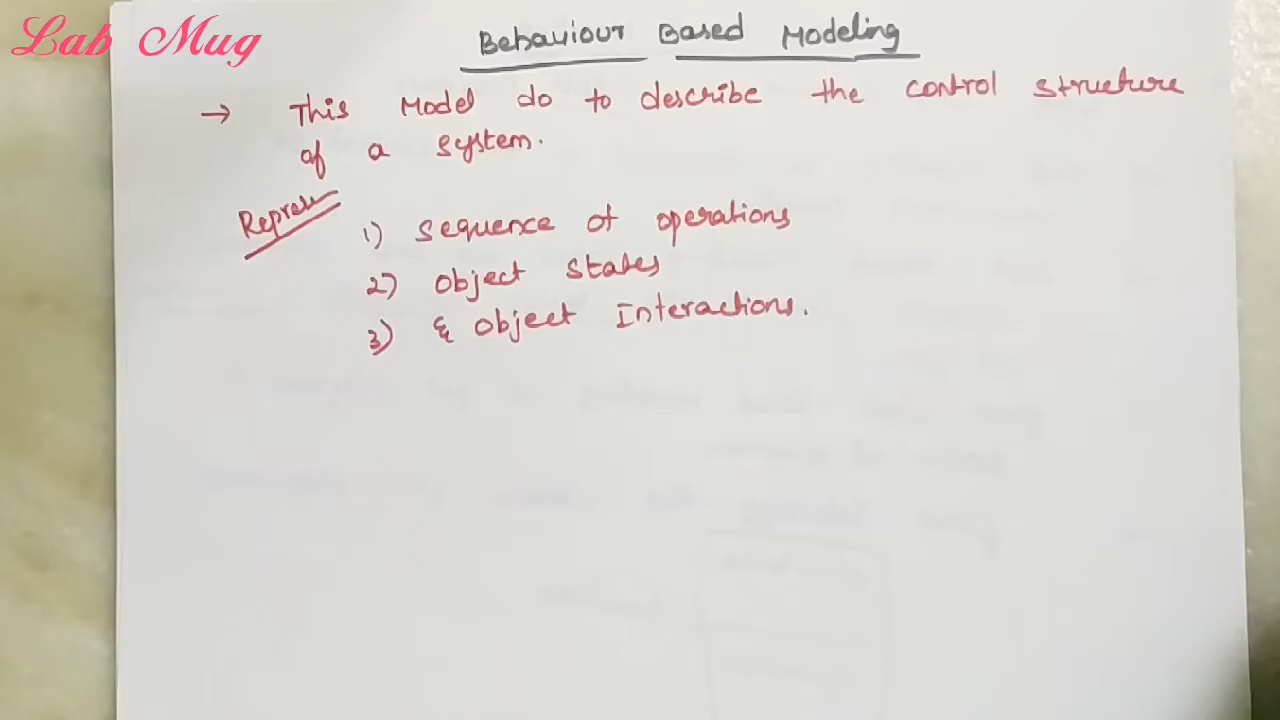 Lab Mug
Behaviour Based Modeling
→ This Model do to describe the control structure
of a system.
Represen
1) sequence of operations
2) object states
3) & object Interactions.